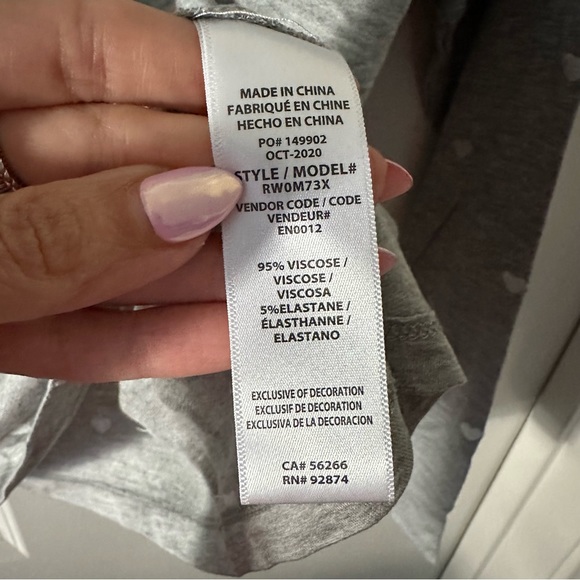 MADE IN CHINA
FABRIQUÉ EN CHINE
HECHO EN CHINA
PO# 149902
OCT-2020
STYLE / MODEL#
RW0M73X
VENDOR CODE / CODE
VENDEUR#
EN0012
95% VISCOSE /
VISCOSE /
VISCOSA
5%ELASTANE /
ÉLASTHANNE /
ELASTANO
EXCLUSIVE OF DECORATION
EXCLUSIF DE DECORATION
EXCLUSIVA DE LA DECORACION
CA# 56266
RN# 92874